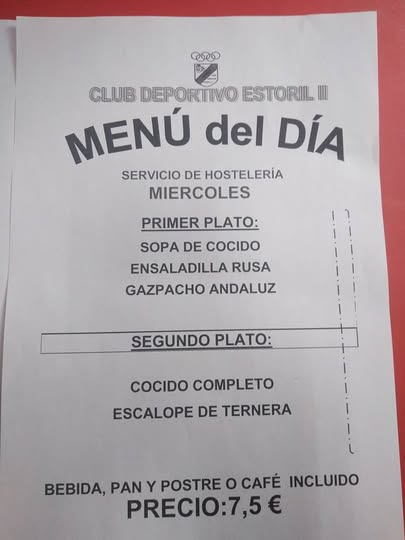 CLUB DEPORTIVO ESTORIL II
MENÚ del DÍA
SERVICIO DE HOSTELERÍA
MIERCOLES
PRIMER PLATO:
SOPA DE COCIDO
ENSALADILLA RUSA
GAZPACHO ANDALUZ
SEGUNDO PLATO:
COCIDO COMPLETO
ESCALOPE DE TERNERA
BEBIDA, PAN Y POSTRE O CAFÉ INCLUIDO
PRECIO:7,5 €